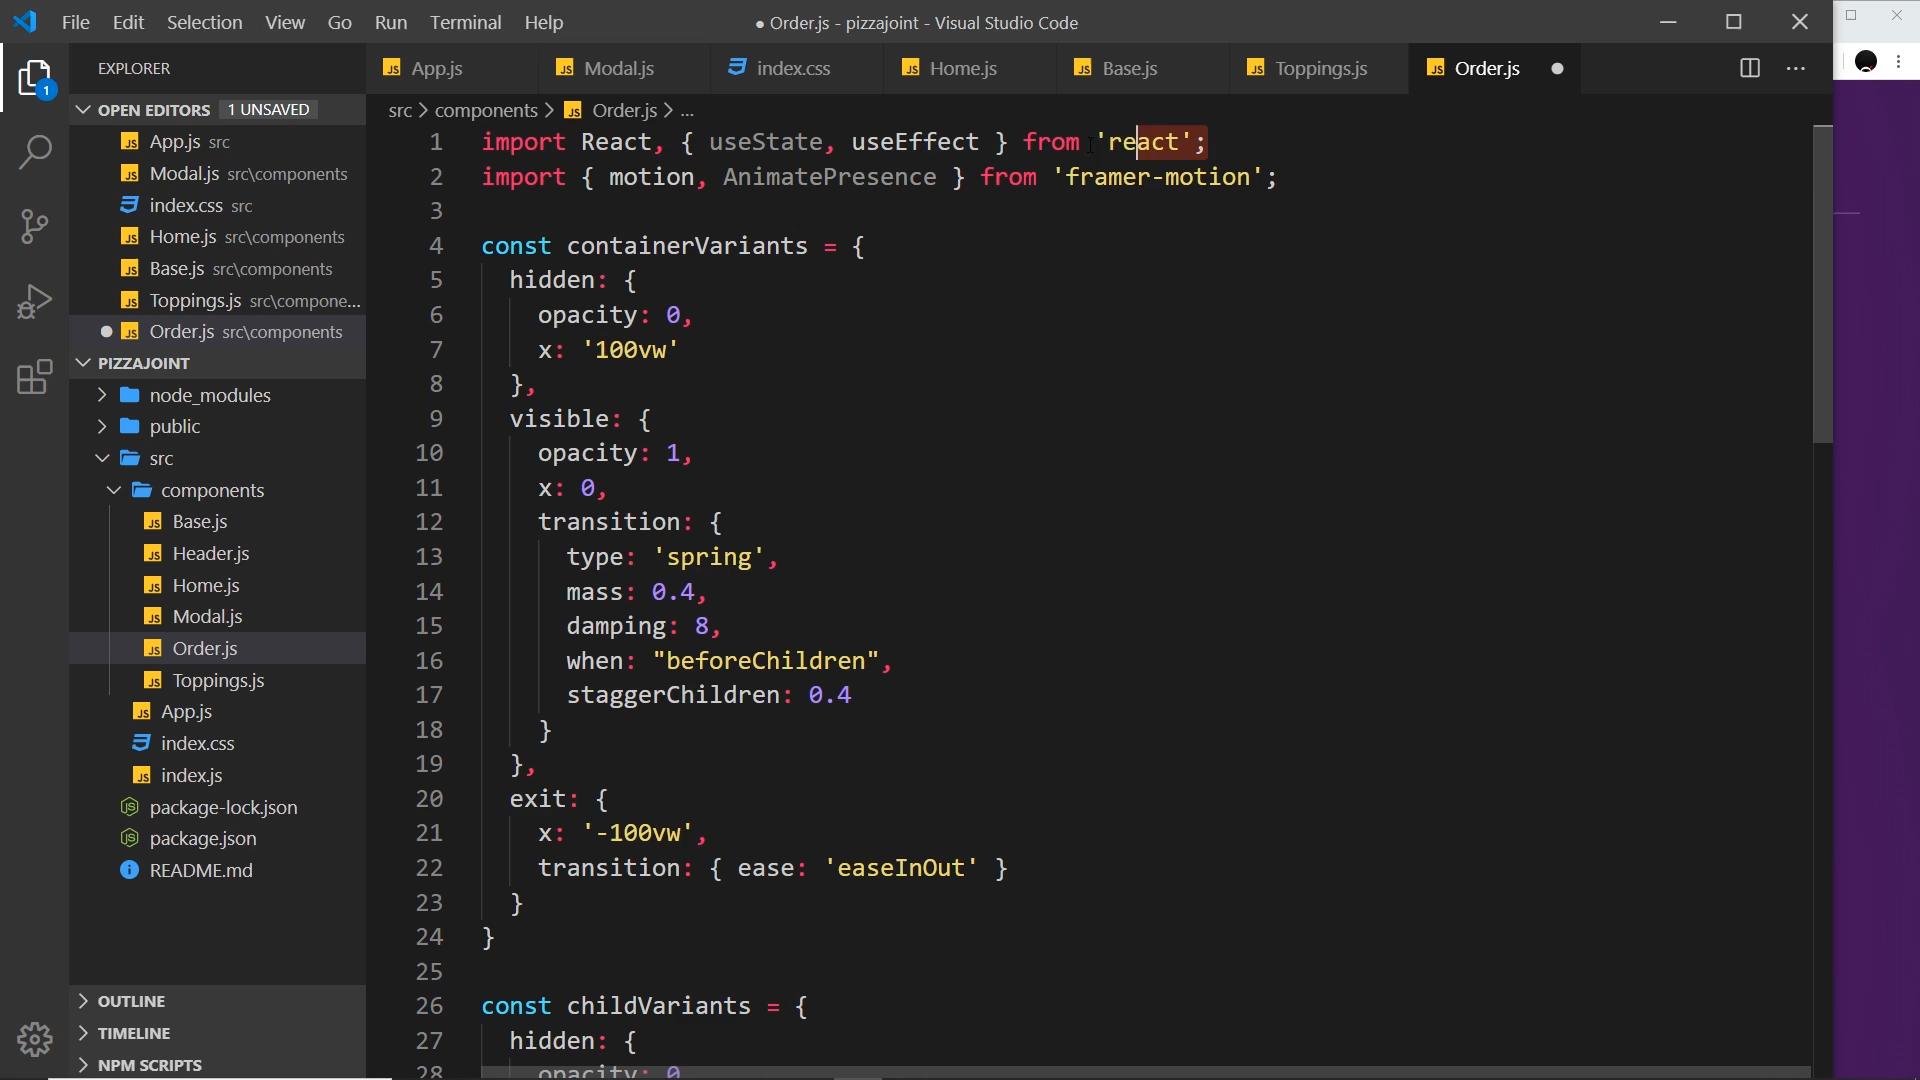 File Edit Selection View Go Run Terminal Help
● Order.js - pizzajoint - Visual Studio Code
EXPLORER
OPEN EDITORS 1 UNSAVED
App.js src
Modal.js src\components
index.css src
Home.js src\components
Base.js src\components
Toppings.js src\compone...
Order.js src\components
PIZZAJOINT
node_modules
public
src
components
Base.js
Header.js
Home.js
Modal.js
Order.js
Toppings.js
App.js
index.css
index.js
package-lock.json
package.json
README.md
OUTLINE
TIMELINE
NPM SCRIPTS
1
App.js Modal.js index.css Home.js Base.js Toppings.js Order.js
src > components > Order.js > ...
1 import React, { useState, useEffect } from 'react';
2 import { motion, AnimatePresence } from 'framer-motion';
3
4 const containerVariants = {
5 hidden: {
6 opacity: 0,
7 x: '100vw'
8 },
9 visible: {
10 opacity: 1,
11 x: 0,
12 transition: {
13 type: 'spring',
14 mass: 0.4,
15 damping: 8,
16 when: "beforeChildren",
17 staggerChildren: 0.4
18 }
19 },
20 exit: {
21 x: '-100vw',
22 transition: { ease: 'easeInOut' }
23 }
24 }
25
26 const childVariants = {
27 hidden: {
28 opacity: 0